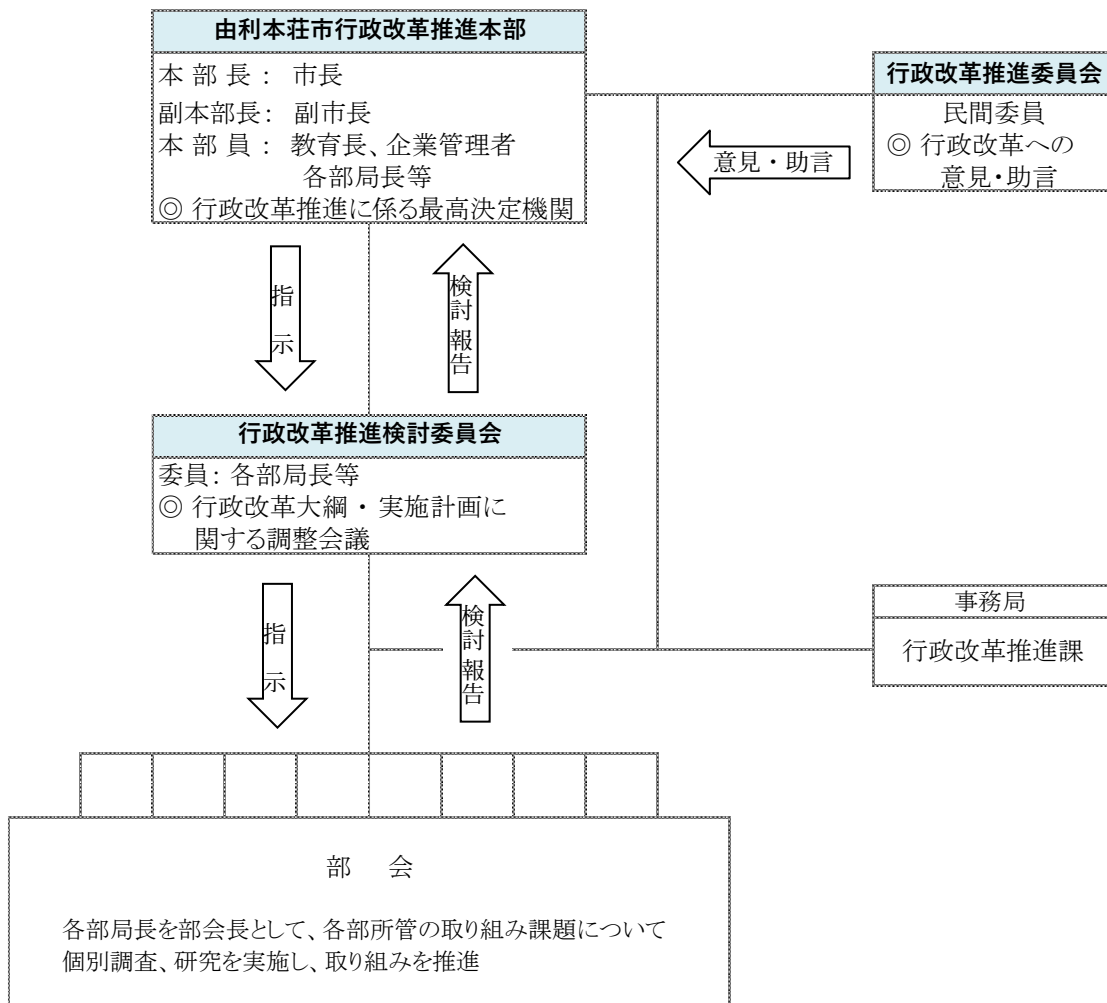 由利本荘市行政改革推進本部
本 部 長 : 市長
副本部長: 副市長
本 部 員 : 教育長、企業管理者
各部局長等
◎ 行政改革推進に係る最高決定機関
行政改革推進委員会
民間委員
◎ 行政改革への
意見・助言
意見・助言
指示
検討報告
行政改革推進検討委員会
委員: 各部局長等
◎ 行政改革大綱 ・ 実施計画に
関する調整会議
指示
検討報告
事務局
行政改革推進課
部 会
各部局長を部会長として、各部所管の取り組み課題について
個別調査、研究を実施し、取り組みを推進